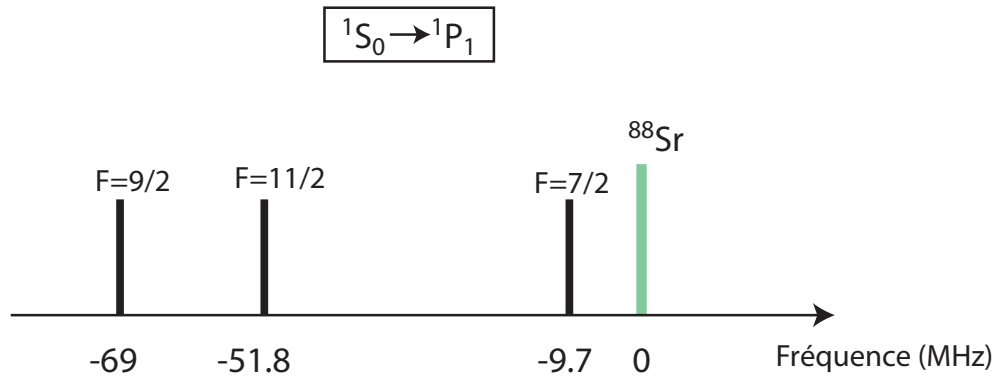 ¹S₀→¹P₁
⁸⁸Sr
F=9/2 F=11/2 F=7/2
-69 -51.8 -9.7 0 Fréquence (MHz)